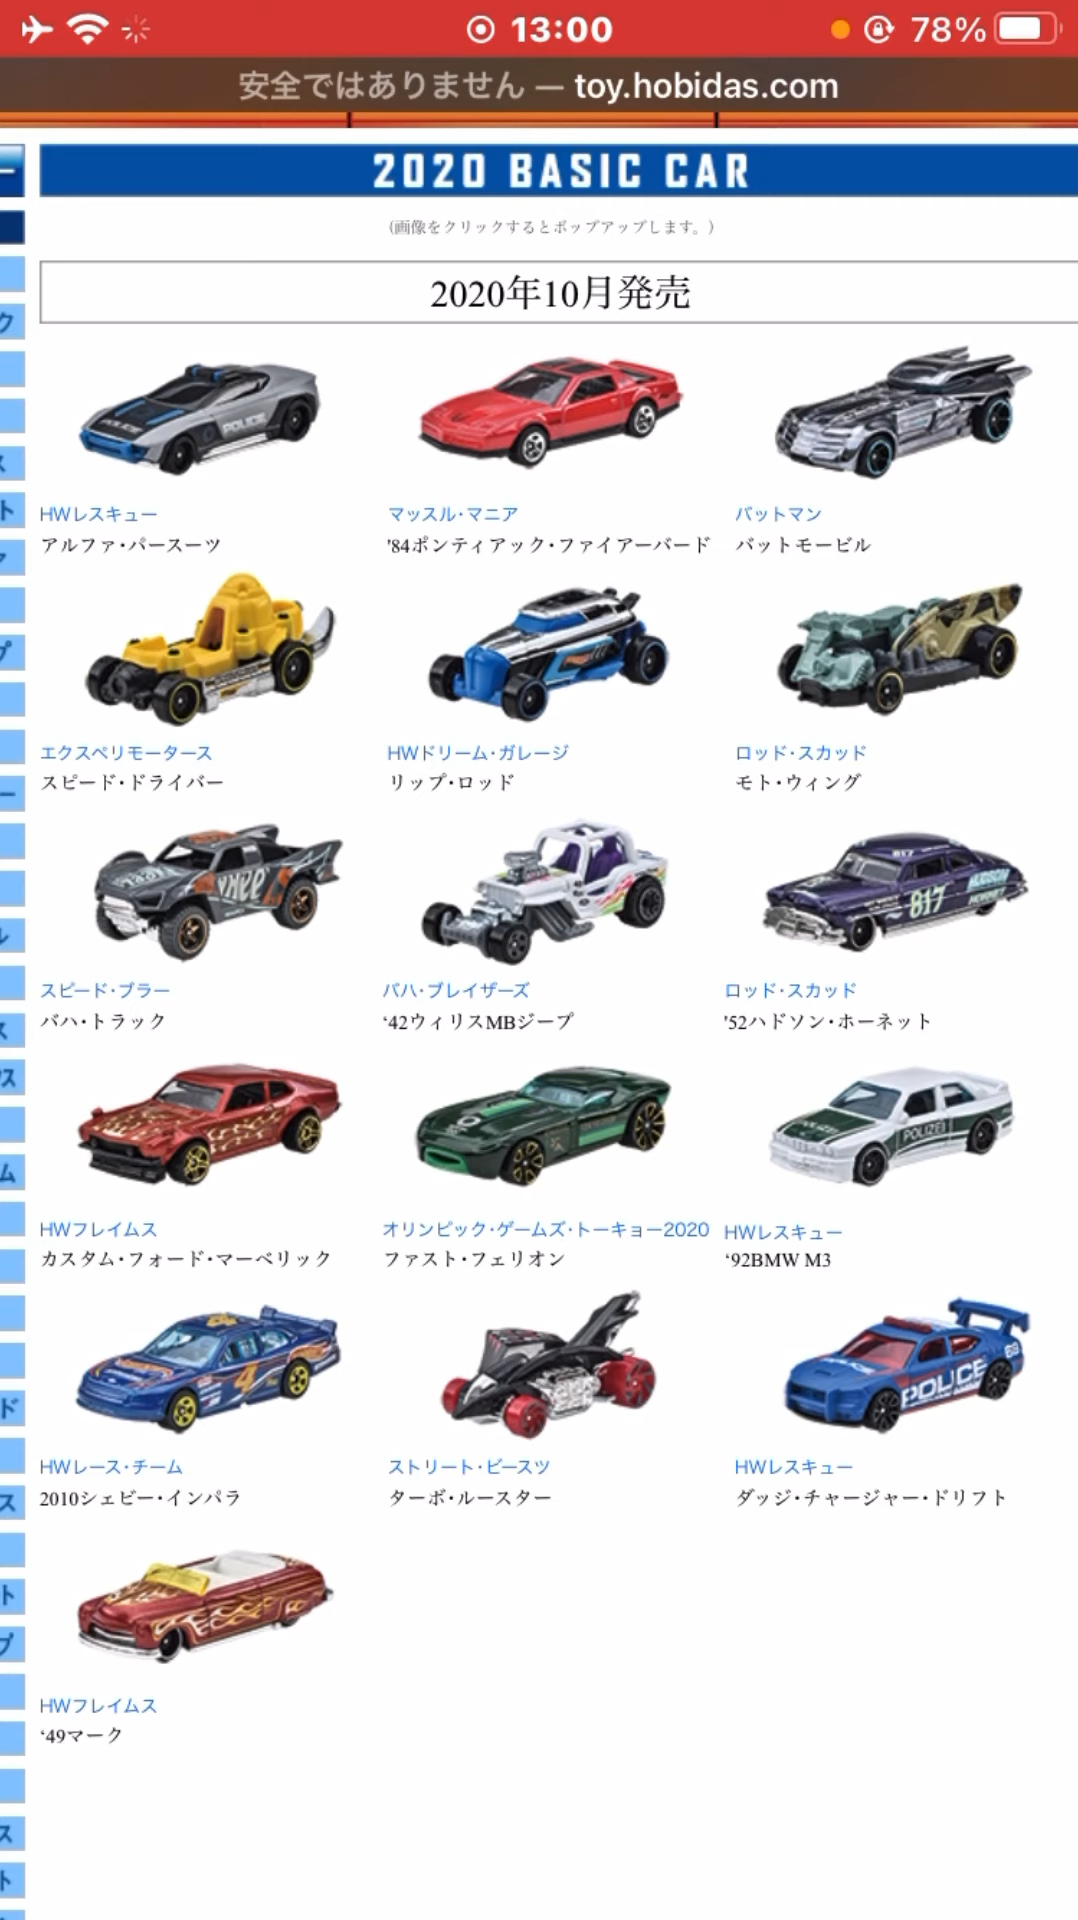 13:00
78%
安全ではありません — toy.hobidas.com
2020 BASIC CAR
(画像をクリックするとポップアップします。)
2020年10月発売
POLICE
POLICE
HWレスキュー
マッスル・マニア
バットマン
アルファ・パースーツ
'84ポンティアック・ファイアーバード
バットモービル
エクスペリモータース
HWドリーム・ガレージ
ロッド・スカッド
スピード・ドライバー
リップ・ロッド
モト・ウィング
817
817
HUDSON
HORNET
スピード・ブラー
バハ・ブレイザーズ
ロッド・スカッド
バハ・トラック
‘42ウィリスMBジープ
'52ハドソン・ホーネット
POLIZEI
POLIZEI
HWフレイムス
オリンピック・ゲームズ・トーキョー2020
HWレスキュー
カスタム・フォード・マーベリック
ファスト・フェリオン
‘92BMW M3
4
4
POLICE
POLICE
69
HWレース・チーム
ストリート・ビースツ
HWレスキュー
2010シェビー・インパラ
ターボ・ルースター
ダッジ・チャージャー・ドリフト
HWフレイムス
‘49マーク